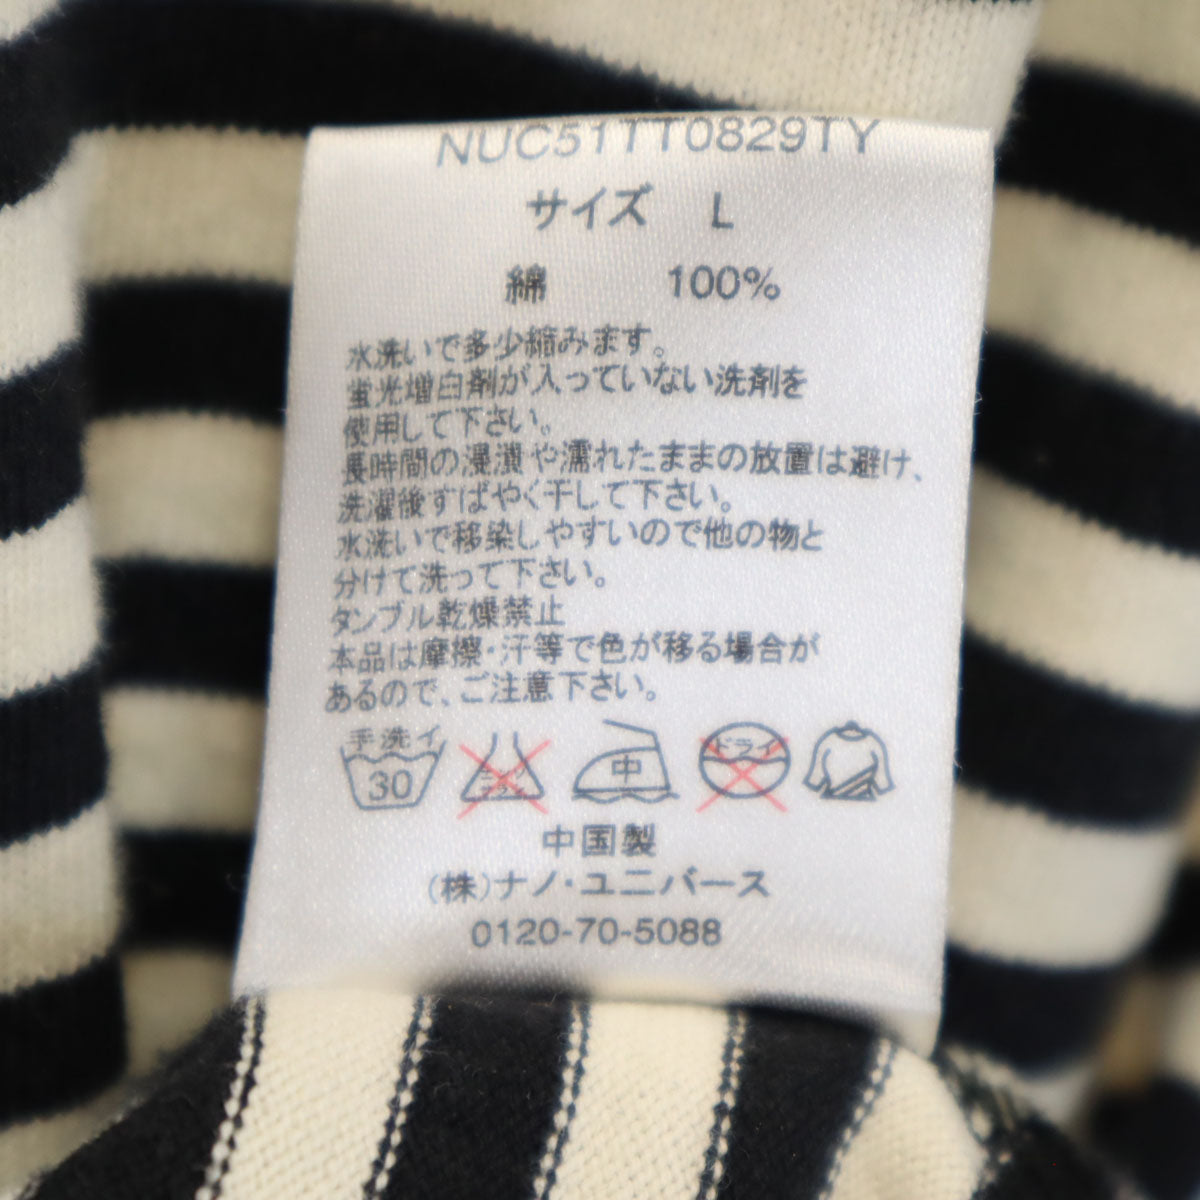 NUC51TT0829TY
サイズ L
綿 100%
水洗いで多少縮みます。
蛍光増白剤が入っていない洗剤を
使用して下さい。
長時間の浸漬や濡れたままの放置は避け、
洗濯後すばやく干して下さい。
水洗いで移染しやすいので他の物と
分けて洗って下さい。
タンブル乾燥禁止
本品は摩擦・汗等で色が移る場合が
あるので、ご注意下さい。
手洗イ 30 エンソサラシ 中 ドライ
中国製
(株)ナノ・ユニバース
0120-70-5088